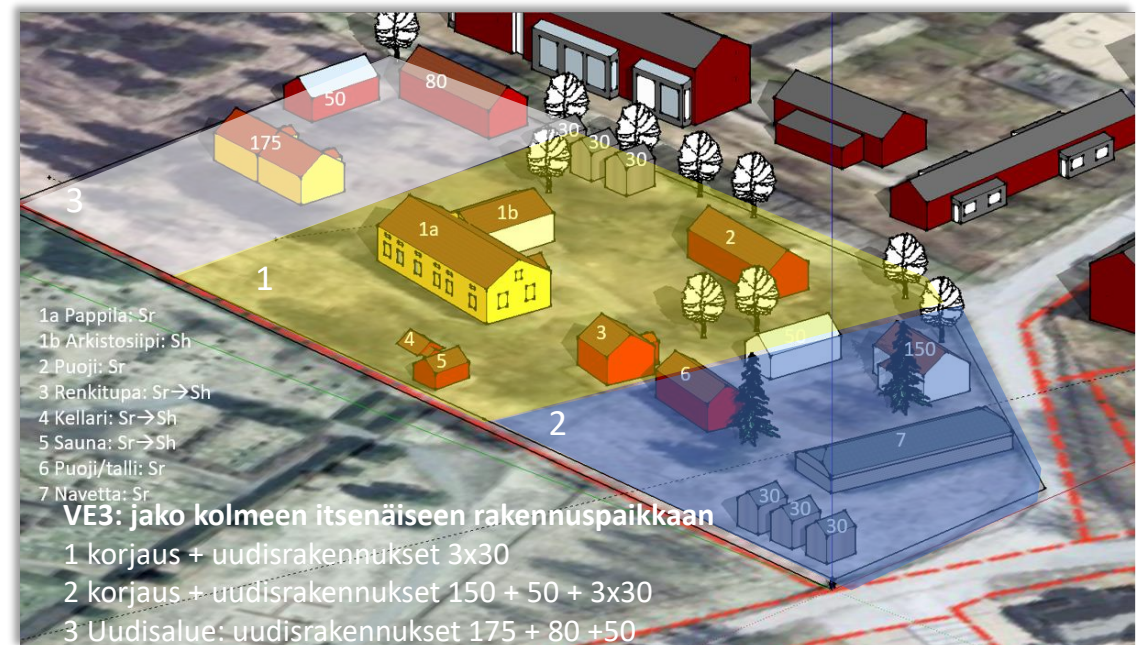 50
80
175
30
30
3
1b
1a
2
1
3
50
150
4
5
6
2
7
30
30
30
1a Pappila: Sr
1b Arkistosiipi: Sh
2 Puoji: Sr
3 Renkitupa: Sr→Sh
4 Kellari: Sr→Sh
5 Sauna: Sr→Sh
6 Puoji/talli: Sr
7 Navetta: Sr
VE3: jako kolmeen itsenäiseen rakennuspaikkaan
1 korjaus + uudisrakennukset 3x30
2 korjaus + uudisrakennukset 150 + 50 + 3x30
3 Uudisalue: uudisrakennukset 175 + 80 +50